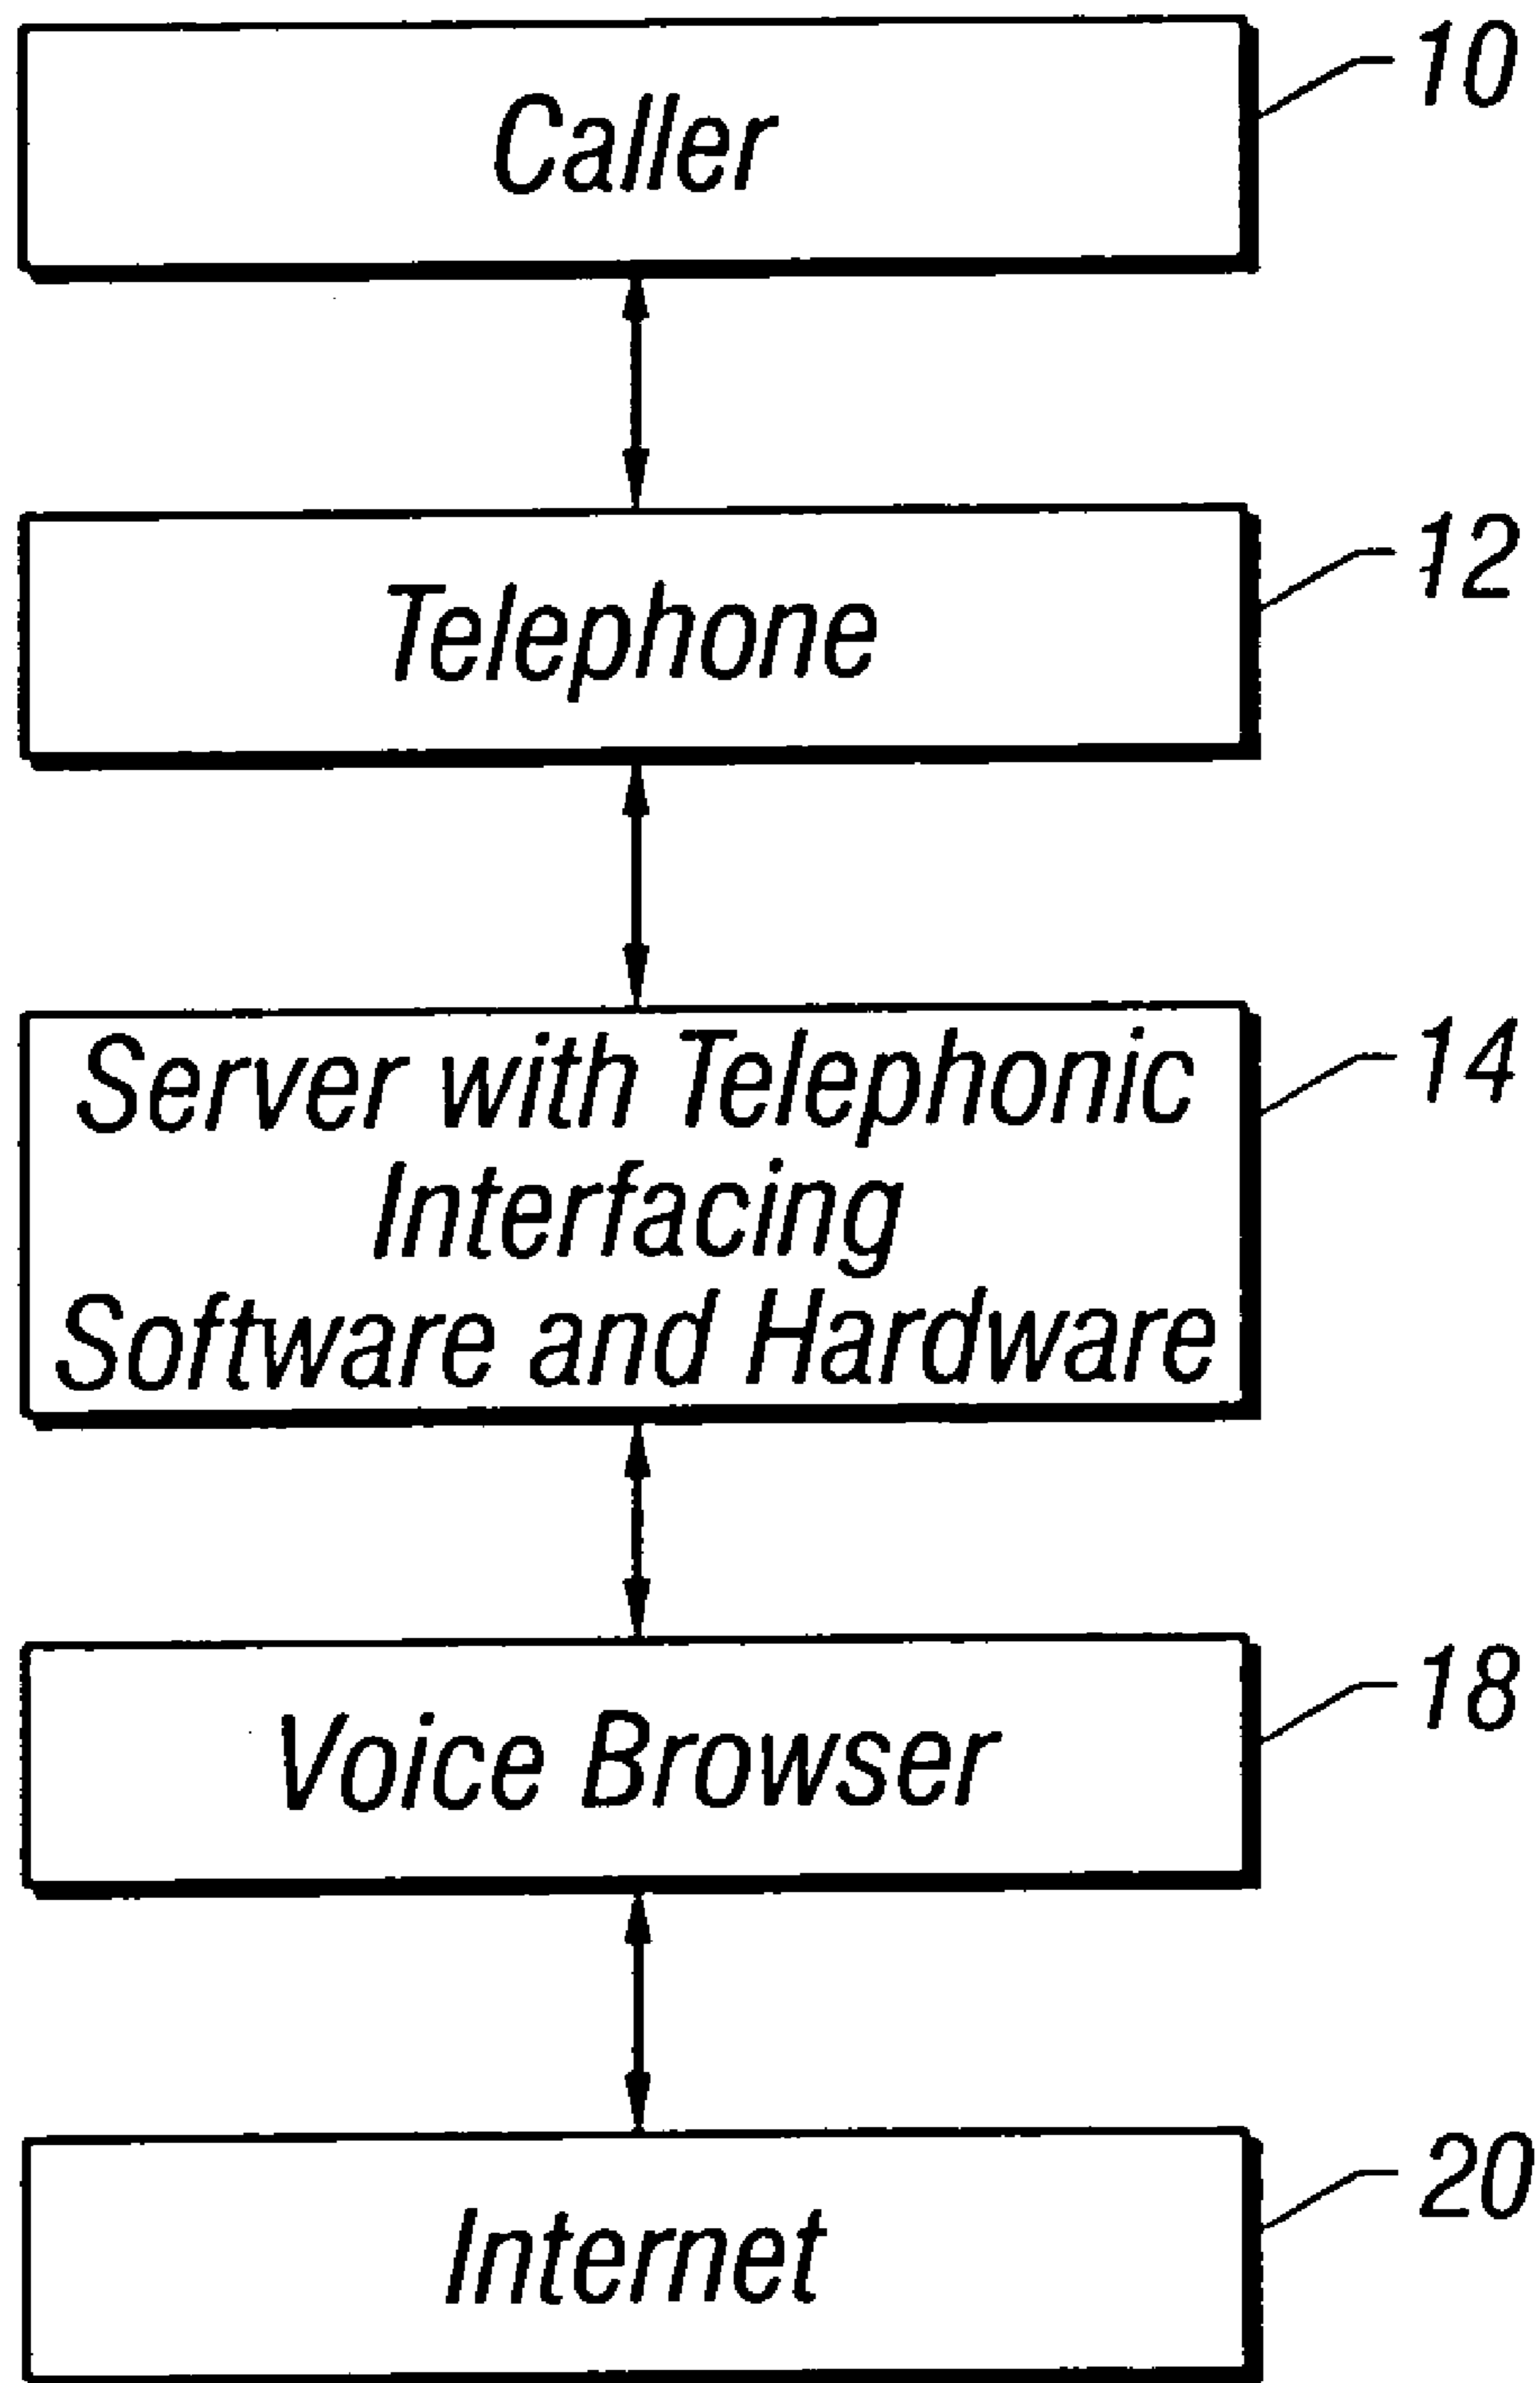 Caller
10
Telephone
12
Server with Telephonic
Interfacing
Software and Hardware
14
Voice Browser
18
Internet
20